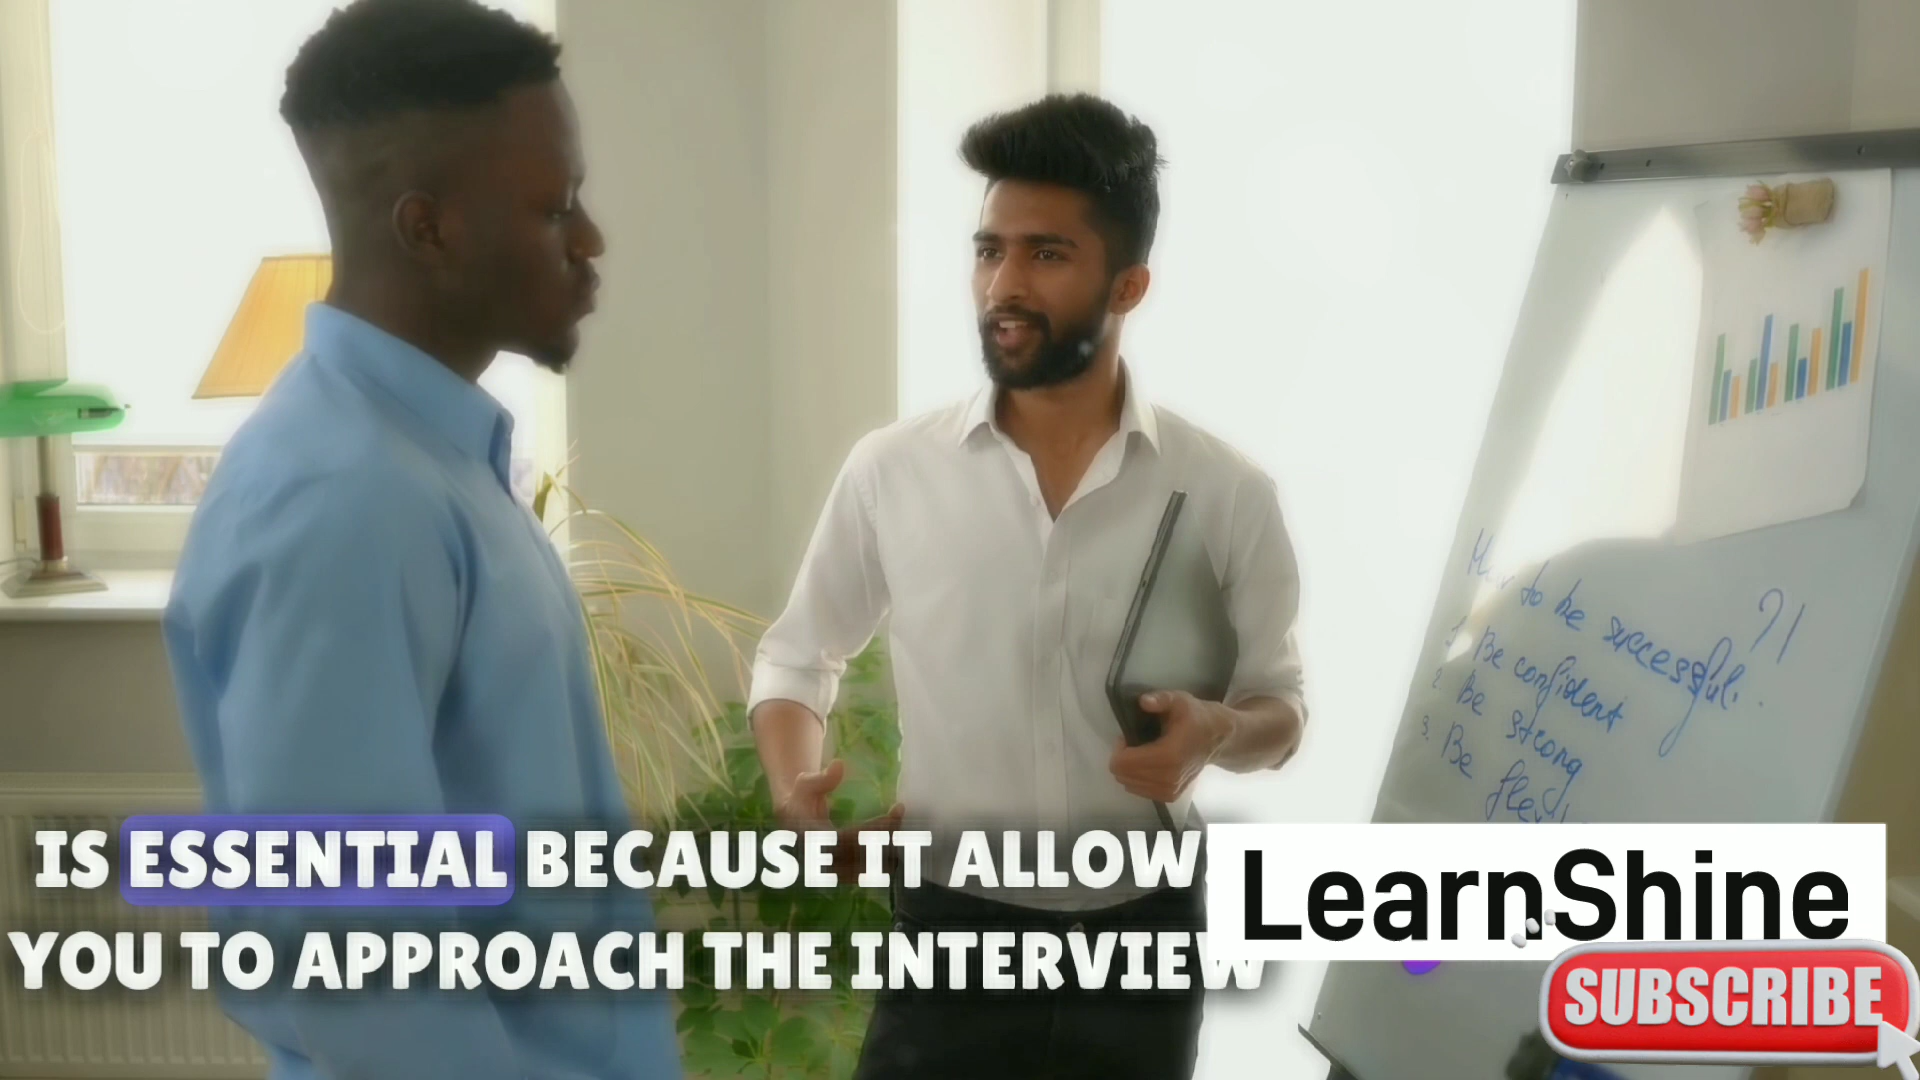 How to be successful ?!
1. Be confident
2. Be strong
3. Be
IS ESSENTIAL BECAUSE IT ALLOWS
YOU TO APPROACH THE INTERVIEW
LearnShine
SUBSCRIBE